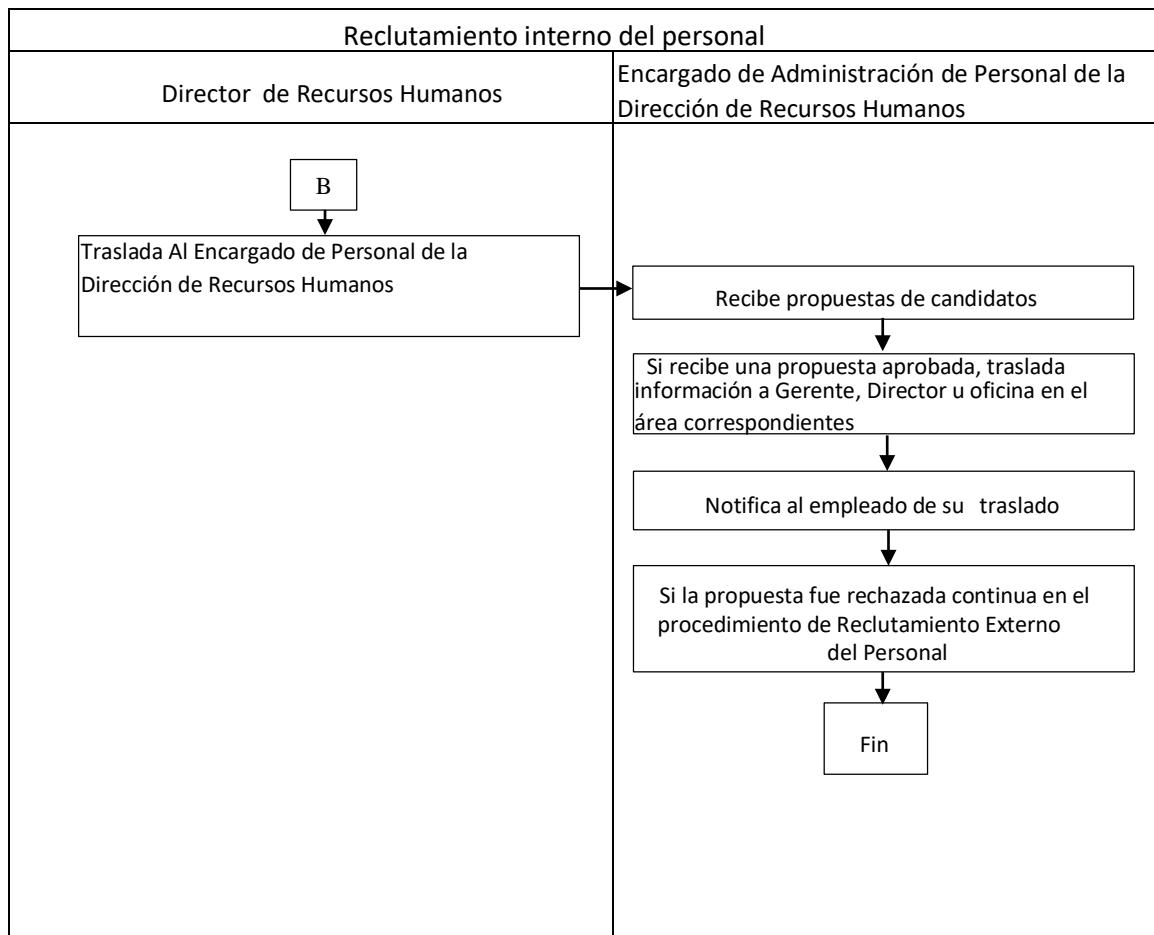 Reclutamiento interno del personal
Director de Recursos Humanos
Encargado de Administración de Personal de la
Dirección de Recursos Humanos
B
Traslada Al Encargado de Personal de la
Dirección de Recursos Humanos
Recibe propuestas de candidatos
Si recibe una propuesta aprobada, traslada
información a Gerente, Director u oficina en el
área correspondientes
Notifica al empleado de su traslado
Si la propuesta fue rechazada continua en el
procedimiento de Reclutamiento Externo
del Personal
Fin